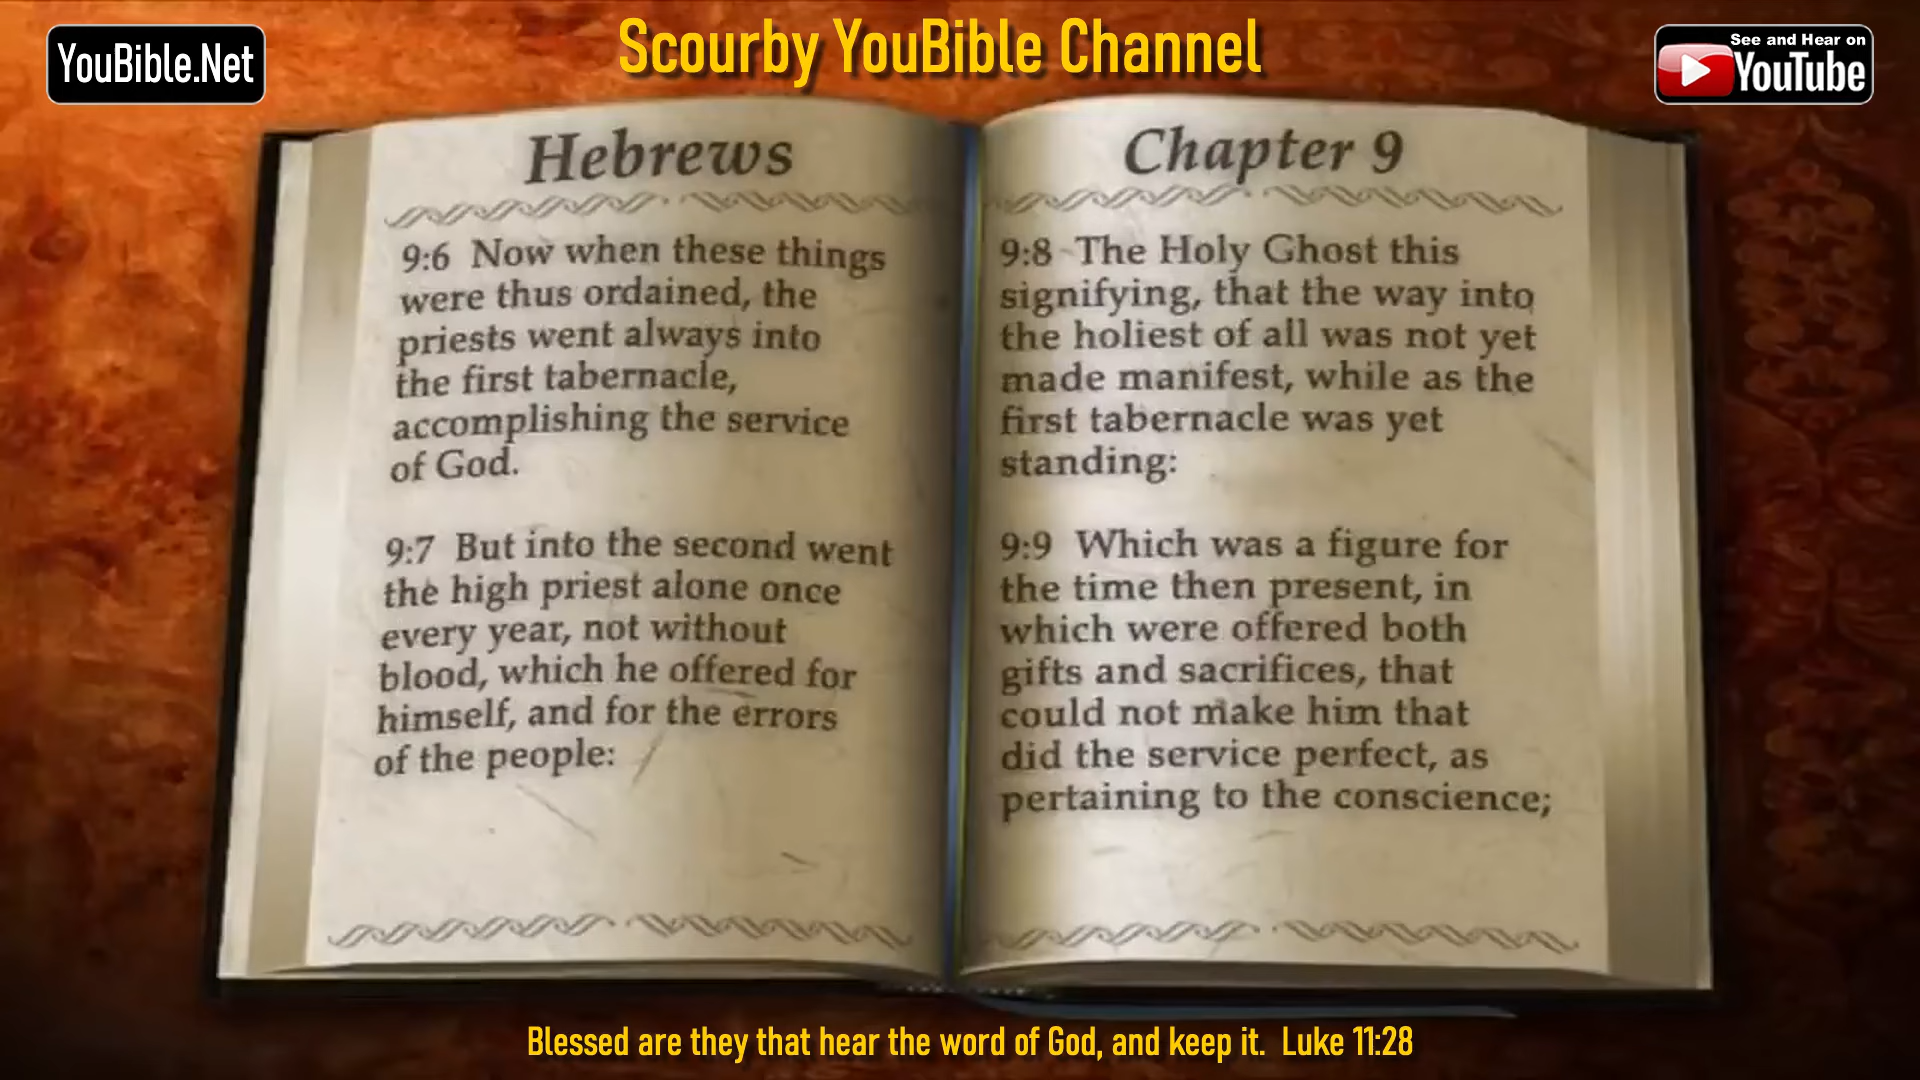 YouBible.Net
Scourby YouBible Channel
See and Hear on
YouTube
Hebrews
9:6 Now when these things
were thus ordained, the
priests went always into
the first tabernacle,
accomplishing the service
of God.
9:7 But into the second went
the high priest alone once
every year, not without
blood, which he offered for
himself, and for the errors
of the people:
Chapter 9
9:8 The Holy Ghost this
signifying, that the way into
the holiest of all was not yet
made manifest, while as the
first tabernacle was yet
standing:
9:9 Which was a figure for
the time then present, in
which were offered both
gifts and sacrifices, that
could not make him that
did the service perfect, as
pertaining to the conscience;
Blessed are they that hear the word of God, and keep it. Luke 11:28